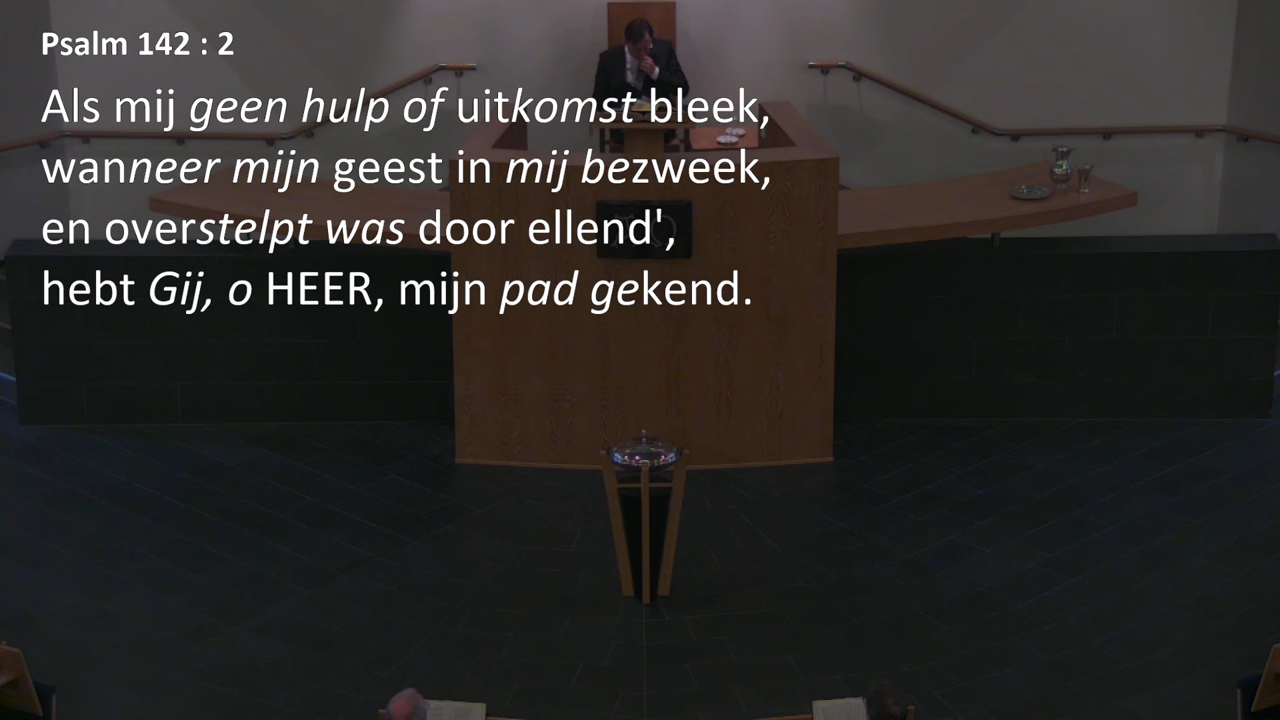 Psalm 142 : 2
Als mij geen hulp of uitkomst bleek,
wanneer mijn geest in mij bezweek,
en overstelpt was door ellend',
hebt Gij, o HEER, mijn pad gekend.